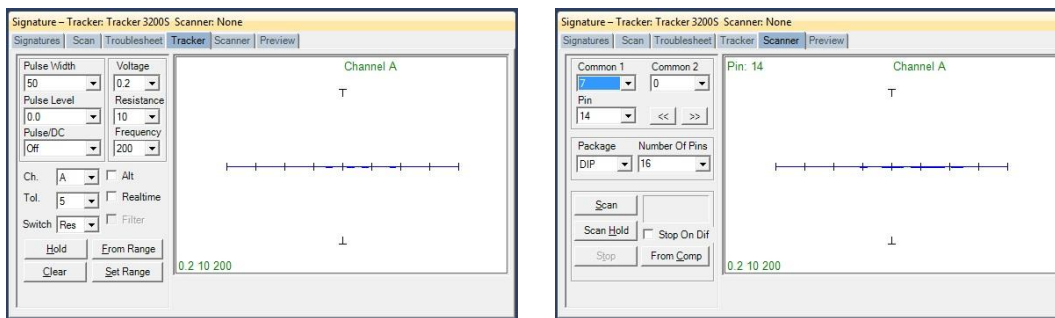 Signature – Tracker: Tracker 3200S Scanner: None
Signatures Scan Troublesheet Tracker Scanner Preview
Pulse Width Voltage
50 0.2
Pulse Level Resistance
0.0 10
Pulse/DC Frequency
Off 200
Ch. A Alt
Tol. 5 Realtime
Switch Res Filter
Hold From Range
Clear Set Range
Channel A
0.2 10 200
Signature – Tracker: Tracker 3200S Scanner: None
Signatures Scan Troublesheet Tracker Scanner Preview
Common 1 Common 2
7 0
Pin
14 << >>
Package Number Of Pins
DIP 16
Scan
Scan Hold Stop On Dif
Stop From Comp
Pin: 14 Channel A
0.2 10 200